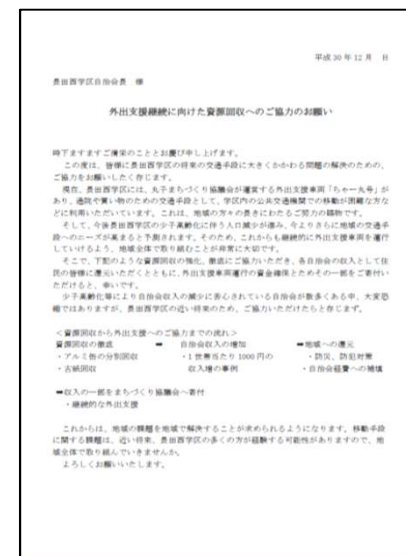 平成 30 年 12 月　日
長田西学区自治会長　様
外出支援継続に向けた資源回収へのご協力のお願い
時下ますますご清栄のこととお慶び申し上げます。
この度は、皆様に長田西学区の将来の交通手段に大きくかかわる問題の解決のための、
ご協力をお願いしたく存じます。
現在、長田西学区には、丸子まちづくり協議会が運営する外出支援車両「ちゃー丸号」が
あり、通院や買い物のための交通手段として、学区内の公共交通機関での移動が困難な方な
どに利用いただいています。これは、地域の方々の長きにわたるご努力の賜物です。
そして、今後長田西学区の少子高齢化に伴う人口減少が進み、今よりさらに地域の交通手
段へのニーズが高まると予測されます。そのため、これからも継続的に外出支援車両を運行
していけるよう、地域全体で取り組むことが非常に大切です。
そこで、下記のような資源回収の強化、徹底にご協力いただき、各自治会の収入として住
民の皆様に還元いただくとともに、外出支援車両運行の資金確保とためその一部をご寄付い
ただけると、幸いです。
少子高齢化等により自治会収入の減少に苦心されている自治会が数多くある中、大変恐
縮ではありますが、長田西学区の近い将来のため、ご協力いただけたらと存じます。
＜資源回収から外出支援へのご協力までの流れ＞
資源回収の徹底　➡　自治会収入の増加　➡地域への還元
・アルミ缶の分別回収　・1 世帯当たり 1000 円の　・防災、防犯対策
・古紙回収　収入増の事例　・自治会経費への補填
➡収入の一部をまちづくり協議会へ寄付
・継続的な外出支援
これからは、地域の課題を地域で解決することが求められるようになります。移動手段
に関する課題は、近い将来、長田西学区の多くの方が経験する可能性がありますので、地
域全体で取り組んでいきませんか。
よろしくお願いいたします。